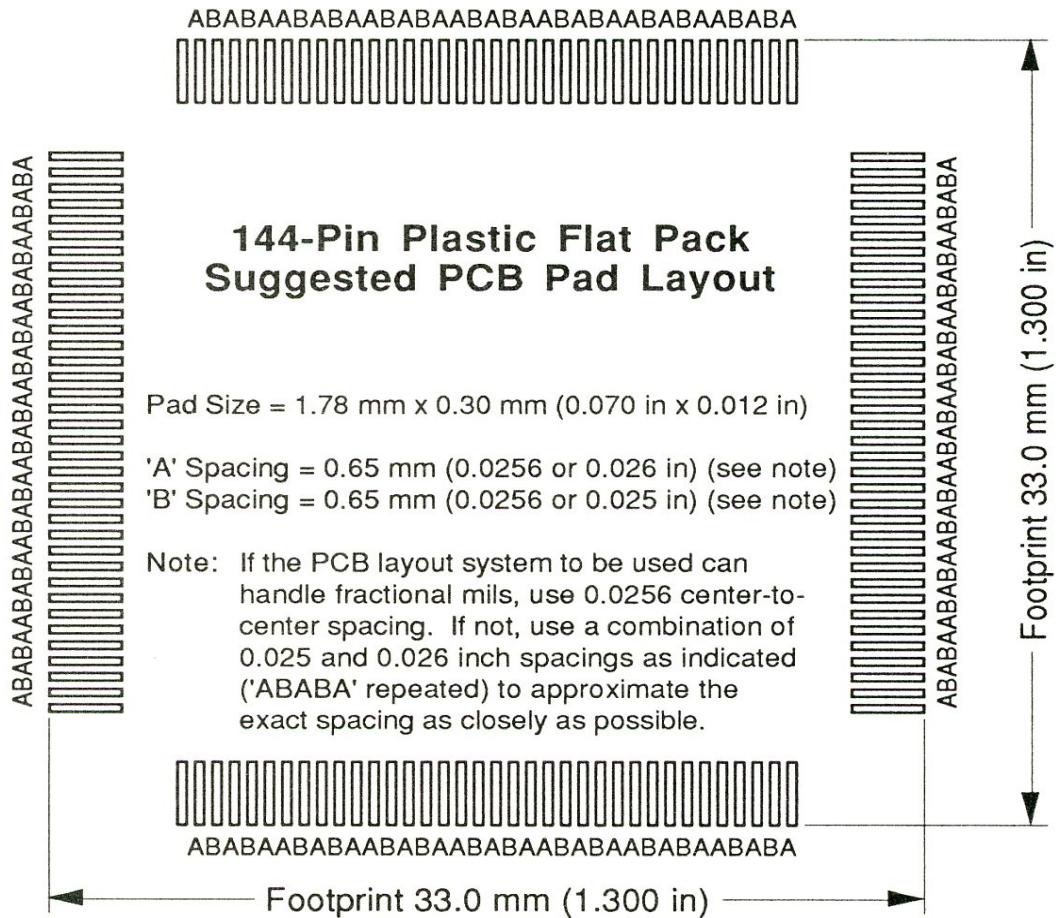 ABABAABABAABABAABABAABABAABABAABABA
ABABAABABAABABAABABAABABAABABAABABA
144-Pin Plastic Flat Pack
Suggested PCB Pad Layout
Pad Size = 1.78 mm x 0.30 mm (0.070 in x 0.012 in)
'A' Spacing = 0.65 mm (0.0256 or 0.026 in) (see note)
'B' Spacing = 0.65 mm (0.0256 or 0.025 in) (see note)
Note: If the PCB layout system to be used can
handle fractional mils, use 0.0256 center-to-
center spacing. If not, use a combination of
0.025 and 0.026 inch spacings as indicated
('ABABA' repeated) to approximate the
exact spacing as closely as possible.
ABABAABABAABABAABABAABABAABABAABABA
Footprint 33.0 mm (1.300 in)
ABABAABABAABABAABABAABABAABABAABABA
Footprint 33.0 mm (1.300 in)